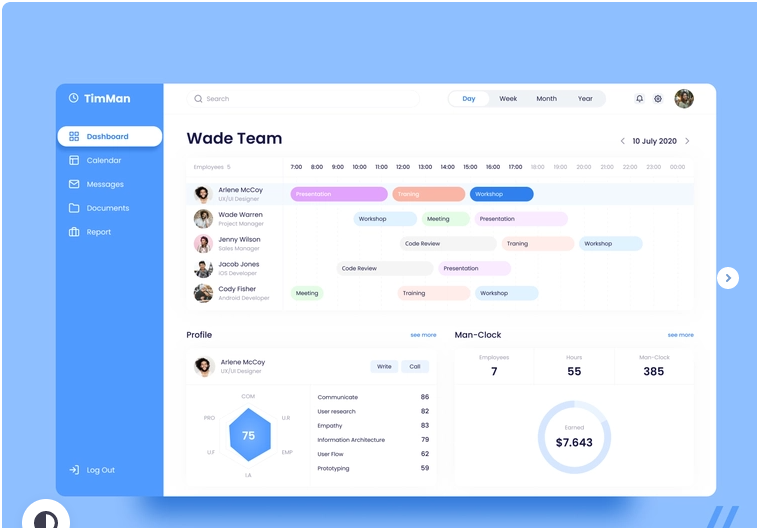 TimMan
Search
Day Week Month Year
Dashboard
Calendar
Messages
Documents
Report
Log Out
Wade Team
10 July 2020
Employees 5
7:00 8:00 9:00 10:00 11:00 12:00 13:00 14:00 15:00 16:00 17:00 18:00 19:00 20:00 21:00 22:00 23:00 00:00
Arlene McCoy
UX/UI Designer
Presentation Training Workshop
Wade Warren
Project Manager
Workshop Meeting Presentation
Jenny Wilson
Sales Manager
Code Review Traning Workshop
Jacob Jones
IOS Developer
Code Review Presentation
Cody Fisher
Android Developer
Meeting Training Workshop
Profile see more
Arlene McCoy
UX/UI Designer
Write Call
COM
PRO U.R
75
U.F EMP
I.A
Communicate 86
User research 82
Empathy 83
Information Architecture 79
User Flow 62
Prototyping 59
Man-Clock see more
Employees Hours Man-Clock
7 55 385
Earned
$7.643